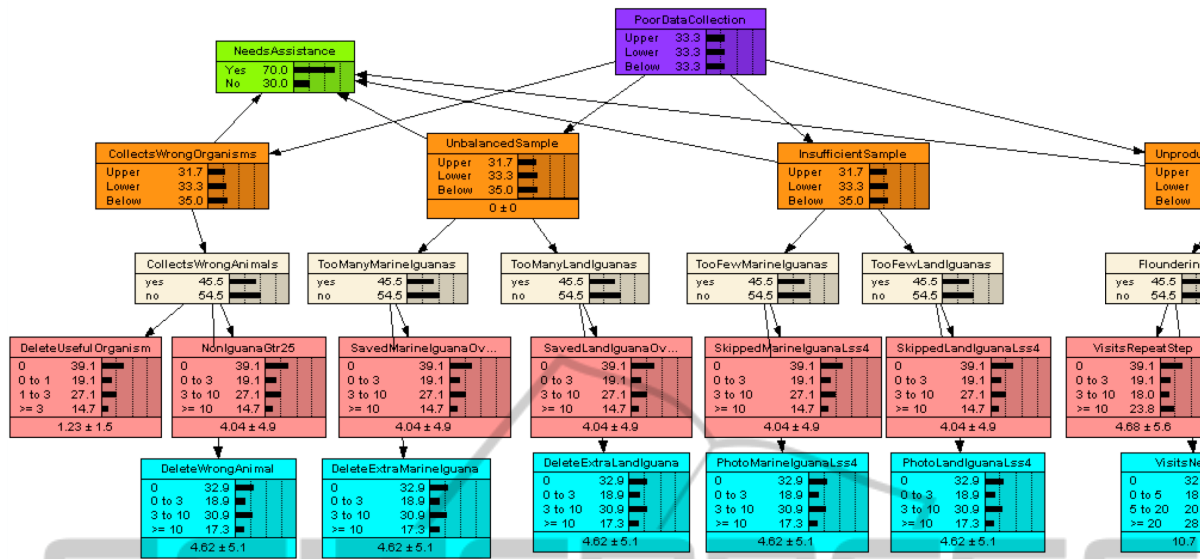 PoorDataCollection
Upper 33.3
Lower 33.3
Below 33.3
NeedsAssistance
Yes 70.0
No 30.0
CollectsWrongOrganisms
Upper 31.7
Lower 33.3
Below 35.0
UnbalancedSample
Upper 31.7
Lower 33.3
Below 35.0
0 ± 0
InsufficientSample
Upper 31.7
Lower 33.3
Below 35.0
Upper
Lower
Below
CollectsWrongAnimals
yes 45.5
no 54.5
TooManyMarineIguanas
yes 45.5
no 54.5
TooManyLandIguanas
yes 45.5
no 54.5
TooFewMarineIguanas
yes 45.5
no 54.5
TooFewLandIguanas
yes 45.5
no 54.5
Flounderin
yes 45.5
no 54.5
DeleteUsefulOrganism
0 39.1
0 to 1 19.1
1 to 3 27.1
>= 3 14.7
1.23 ± 1.5
NonIguanaGtr25
0 39.1
0 to 3 19.1
3 to 10 27.1
>= 10 14.7
4.04 ± 4.9
SavedMarineIguanaOv...
0 39.1
0 to 3 19.1
3 to 10 27.1
>= 10 14.7
4.04 ± 4.9
SavedLandIguanaOv...
0 39.1
0 to 3 19.1
3 to 10 27.1
>= 10 14.7
4.04 ± 4.9
SkippedMarineIguanaLss4
0 39.1
0 to 3 19.1
3 to 10 27.1
>= 10 14.7
4.04 ± 4.9
SkippedLandIguanaLss4
0 39.1
0 to 3 19.1
3 to 10 27.1
>= 10 14.7
4.04 ± 4.9
VisitsRepeatStep
0 39.1
0 to 3 19.1
3 to 10 18.0
>= 10 23.8
4.68 ± 5.6
DeleteWrongAnimal
0 32.9
0 to 3 18.9
3 to 10 30.9
>= 10 17.3
4.62 ± 5.1
DeleteExtraMarineIguana
0 32.9
0 to 3 18.9
3 to 10 30.9
>= 10 17.3
4.62 ± 5.1
DeleteExtraLandIguana
0 32.9
0 to 3 18.9
3 to 10 30.9
>= 10 17.3
4.62 ± 5.1
PhotoMarineIguanaLss4
0 32.9
0 to 3 18.9
3 to 10 30.9
>= 10 17.3
4.62 ± 5.1
PhotoLandIguanaLss4
0 32.9
0 to 3 18.9
3 to 10 30.9
>= 10 17.3
4.62 ± 5.1
VisitsNe
0 32
0 to 5 18
5 to 20 20
>= 20 28
10.7